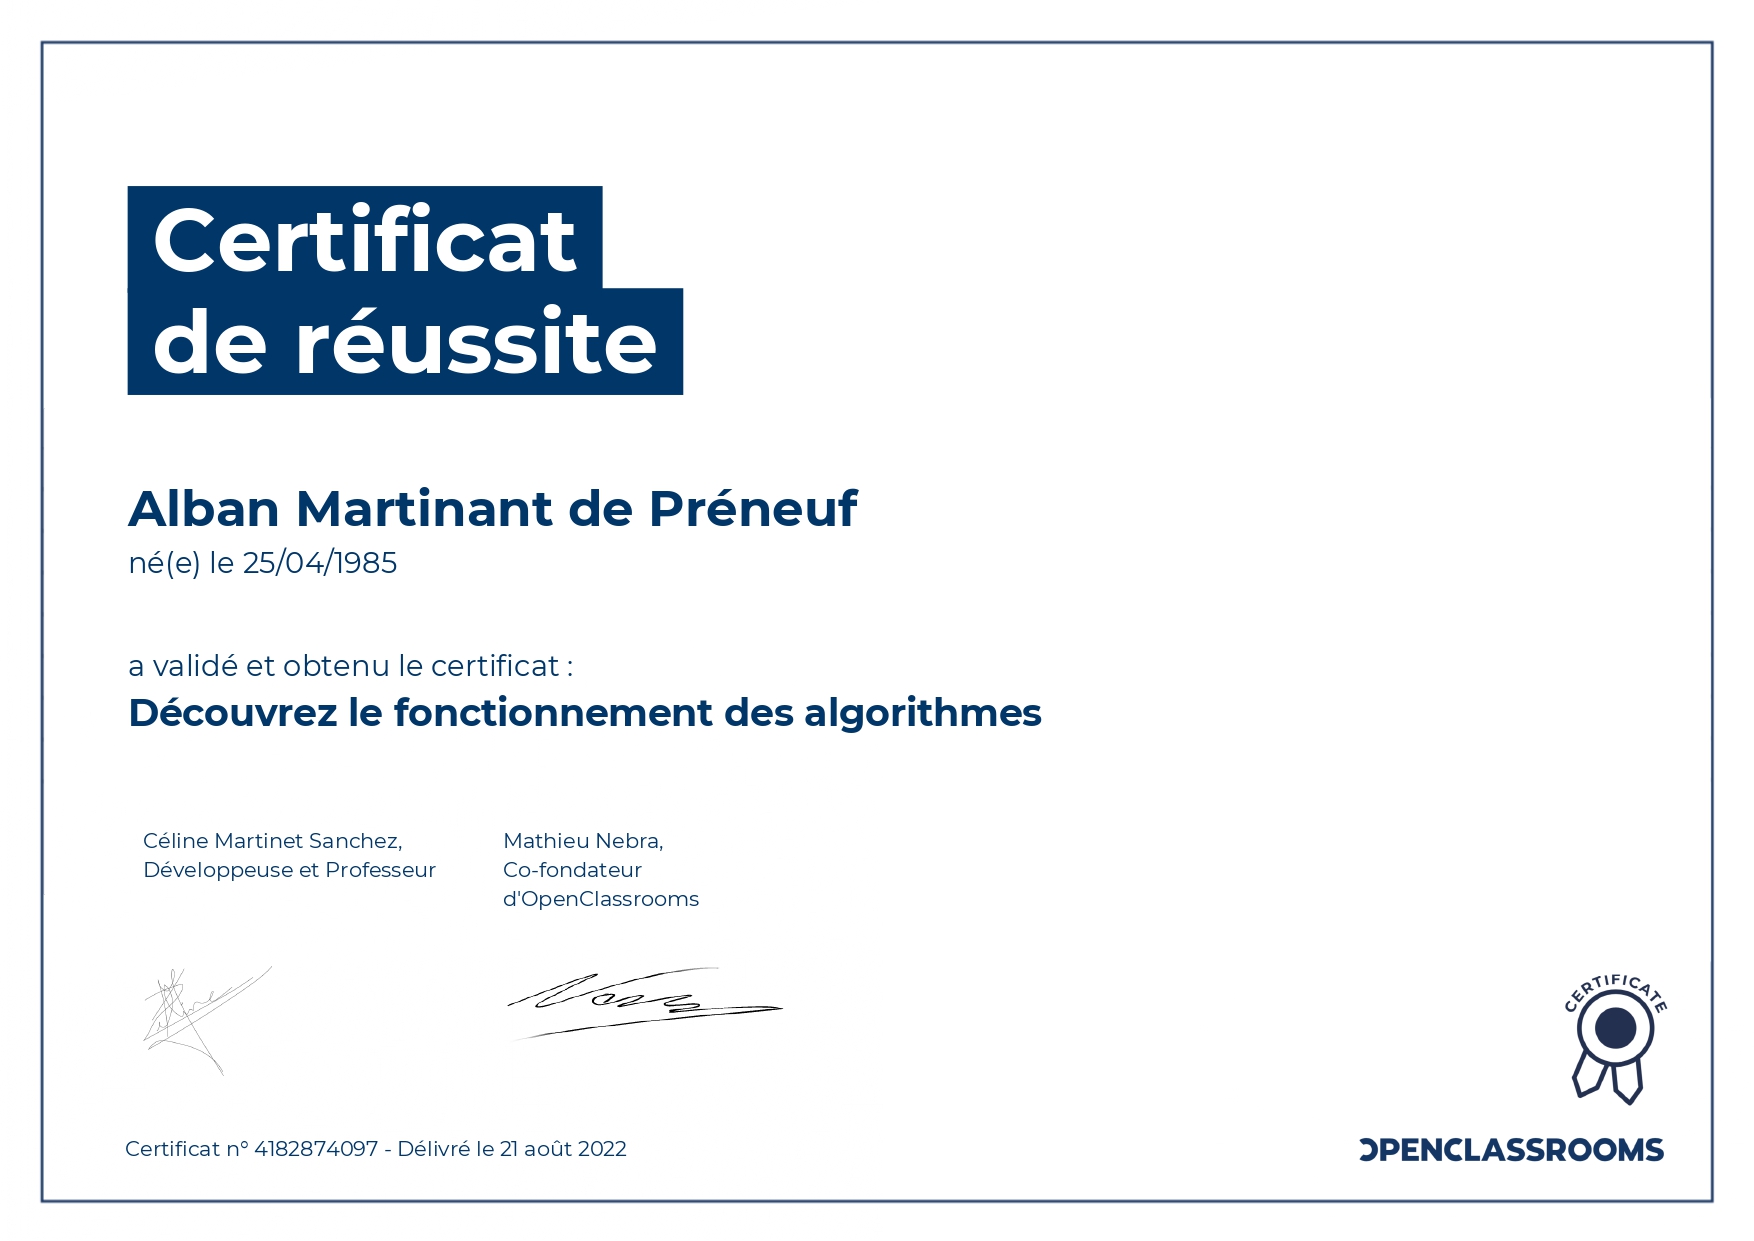 Certificat
de réussite
Alban Martinant de Préneuf
né(e) le 25/04/1985
a validé et obtenu le certificat :
Découvrez le fonctionnement des algorithmes
Céline Martinet Sanchez,
Développeuse et Professeur
Mathieu Nebra,
Co-fondateur
d'OpenClassrooms
CERTIFICATE
Certificat n° 4182874097 - Délivré le 21 août 2022
OPENCLASSROOMS